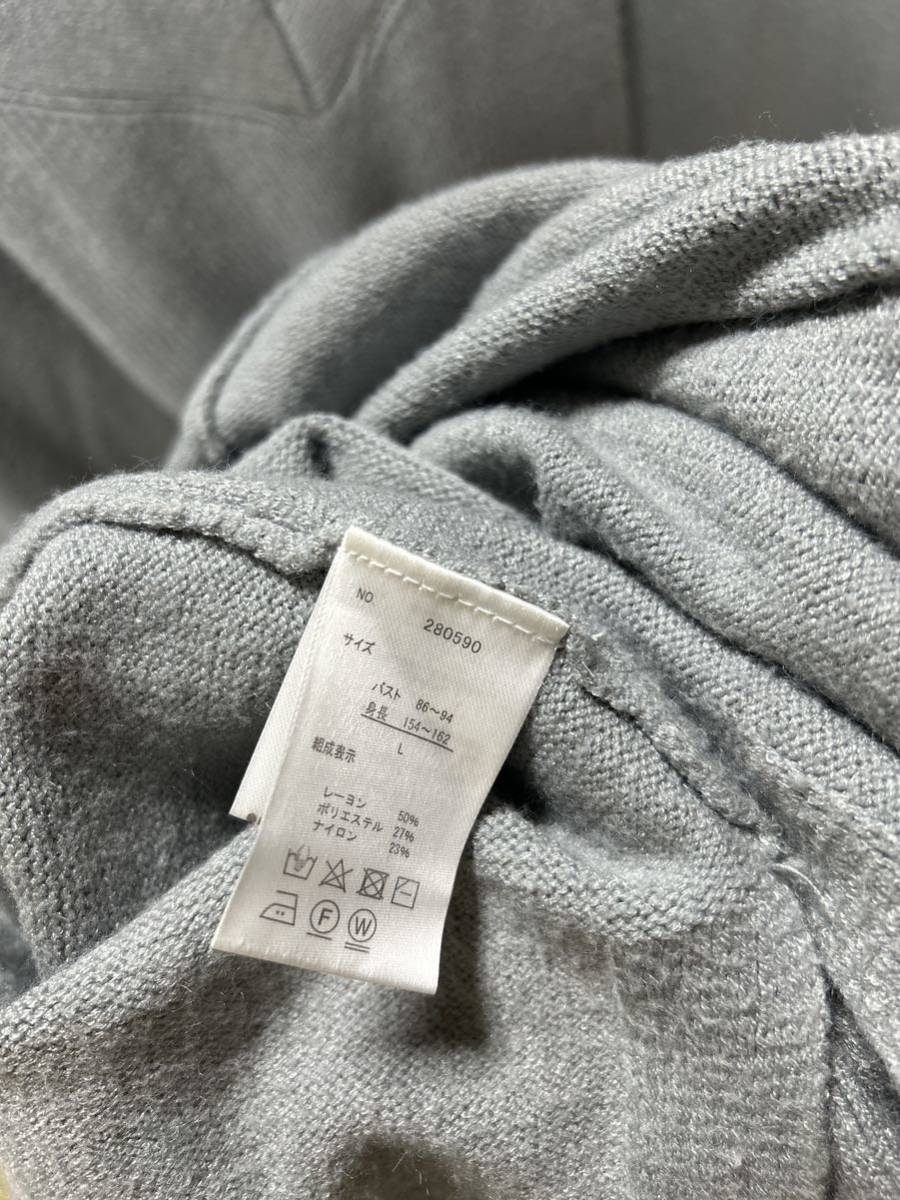 NO 280590
サイズ
バスト 86～94
身長 154～162
L
組成表示
レーヨン 50%
ポリエステル 27%
ナイロン 23%
F W